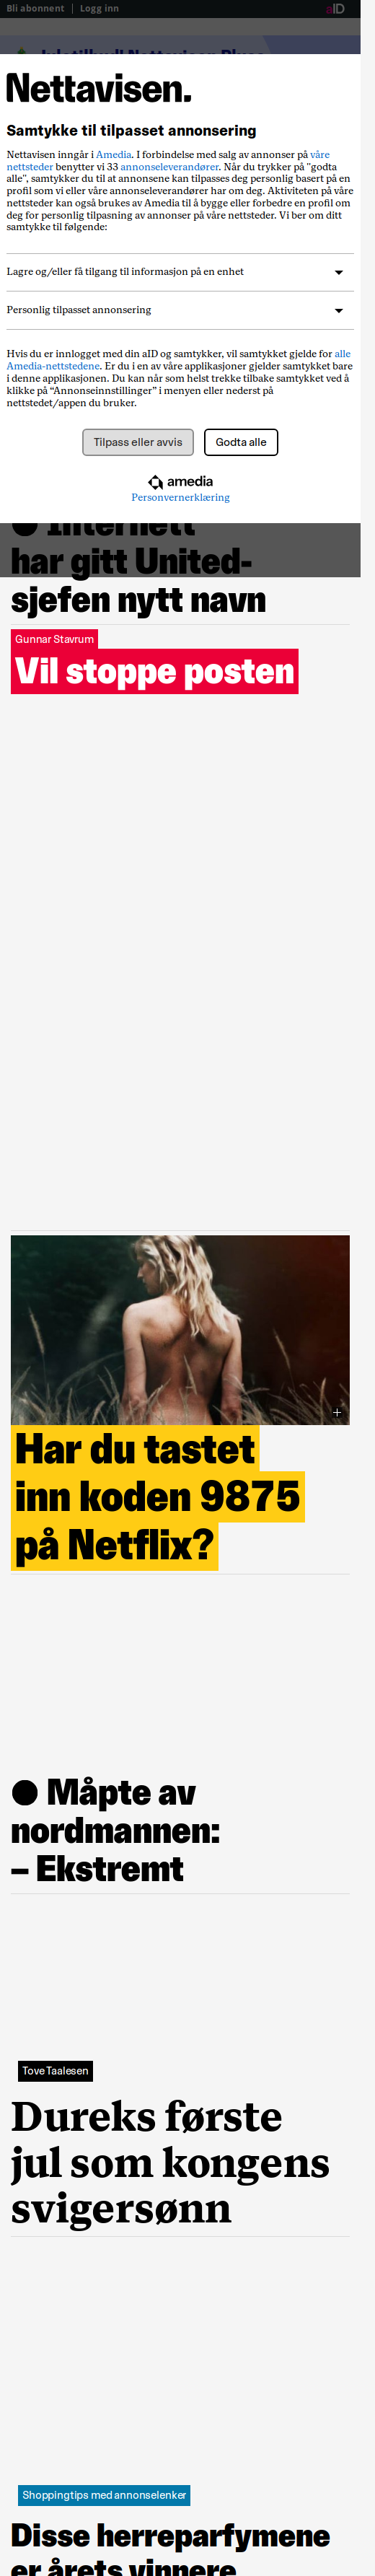 Bli abonnent | Logg inn
aID
Nettavisen.
Samtykke til tilpasset annonsering
Nettavisen inngår i Amedia. I forbindelse med salg av annonser på våre
nettsteder benytter vi 33 annonseleverandører. Når du trykker på "godta
alle", samtykker du til at annonsene kan tilpasses deg personlig basert på en
profil som vi eller våre annonseleverandører har om deg. Aktiviteten på våre
nettsteder kan også brukes av Amedia til å bygge eller forbedre en profil om
deg for personlig tilpasning av annonser på våre nettsteder. Vi ber om ditt
samtykke til følgende:
Lagre og/eller få tilgang til informasjon på en enhet
Personlig tilpasset annonsering
Hvis du er innlogget med din aID og samtykker, vil samtykket gjelde for alle
Amedia-nettstedene. Er du i en av våre applikasjoner gjelder samtykket bare
i denne applikasjonen. Du kan når som helst trekke tilbake samtykket ved å
klikke på “Annonseinnstillinger” i menyen eller nederst på
nettstedet/appen du bruker.
Tilpass eller avvis
Godta alle
amedia
Personvernerklæring
● Internett
har gitt United-
sjefen nytt navn
Gunnar Stavrum
Vil stoppe posten
Har du tastet
inn koden 9875
på Netflix?
● Måpte av
nordmannen:
– Ekstremt
Tove Taalesen
Dureks første
jul som kongens
svigersønn
Shoppingtips med annonselenker
Disse herreparfymene
er årets vinnere